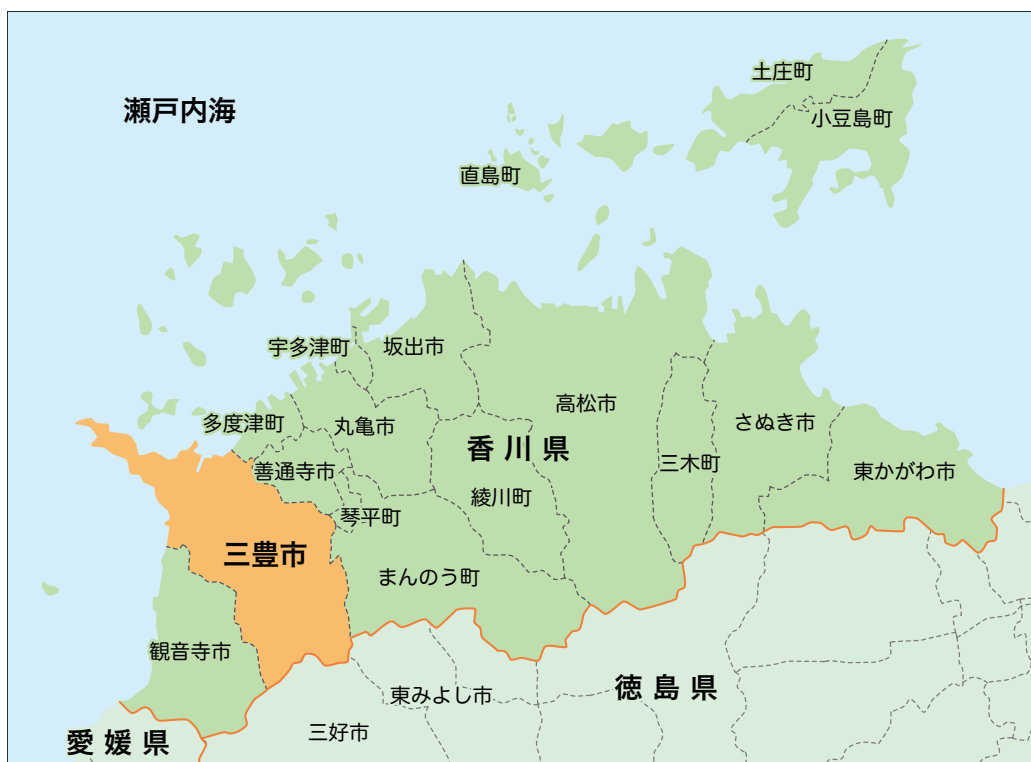 土庄町
瀬戸内海
小豆島町
直島町
宇多津町
坂出市
高松市
多度津町
丸亀市
さぬき市
香川県
三木町
善通寺市
東かがわ市
綾川町
琴平町
三豊市
まんのう町
観音寺市
徳島県
東みよし市
三好市
愛媛県